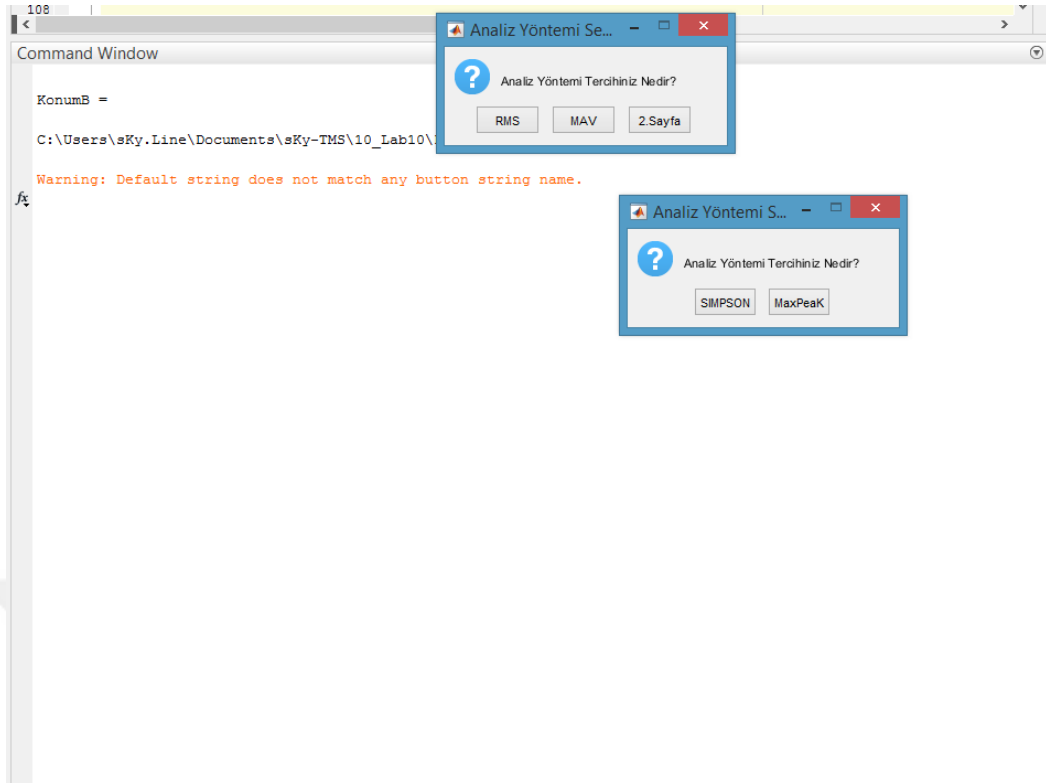 108
Command Window
KonumB =
C:\Users\sKy.Line\Documents\sKy-TMS\10_Lab10\
Warning: Default string does not match any button string name.
fx
Analiz Yöntemi Se...
Analiz Yöntemi Tercihiniz Nedir?
RMS MAV 2.Sayfa
Analiz Yöntemi S...
Analiz Yöntemi Tercihiniz Nedir?
SIMPSON MaxPeaK